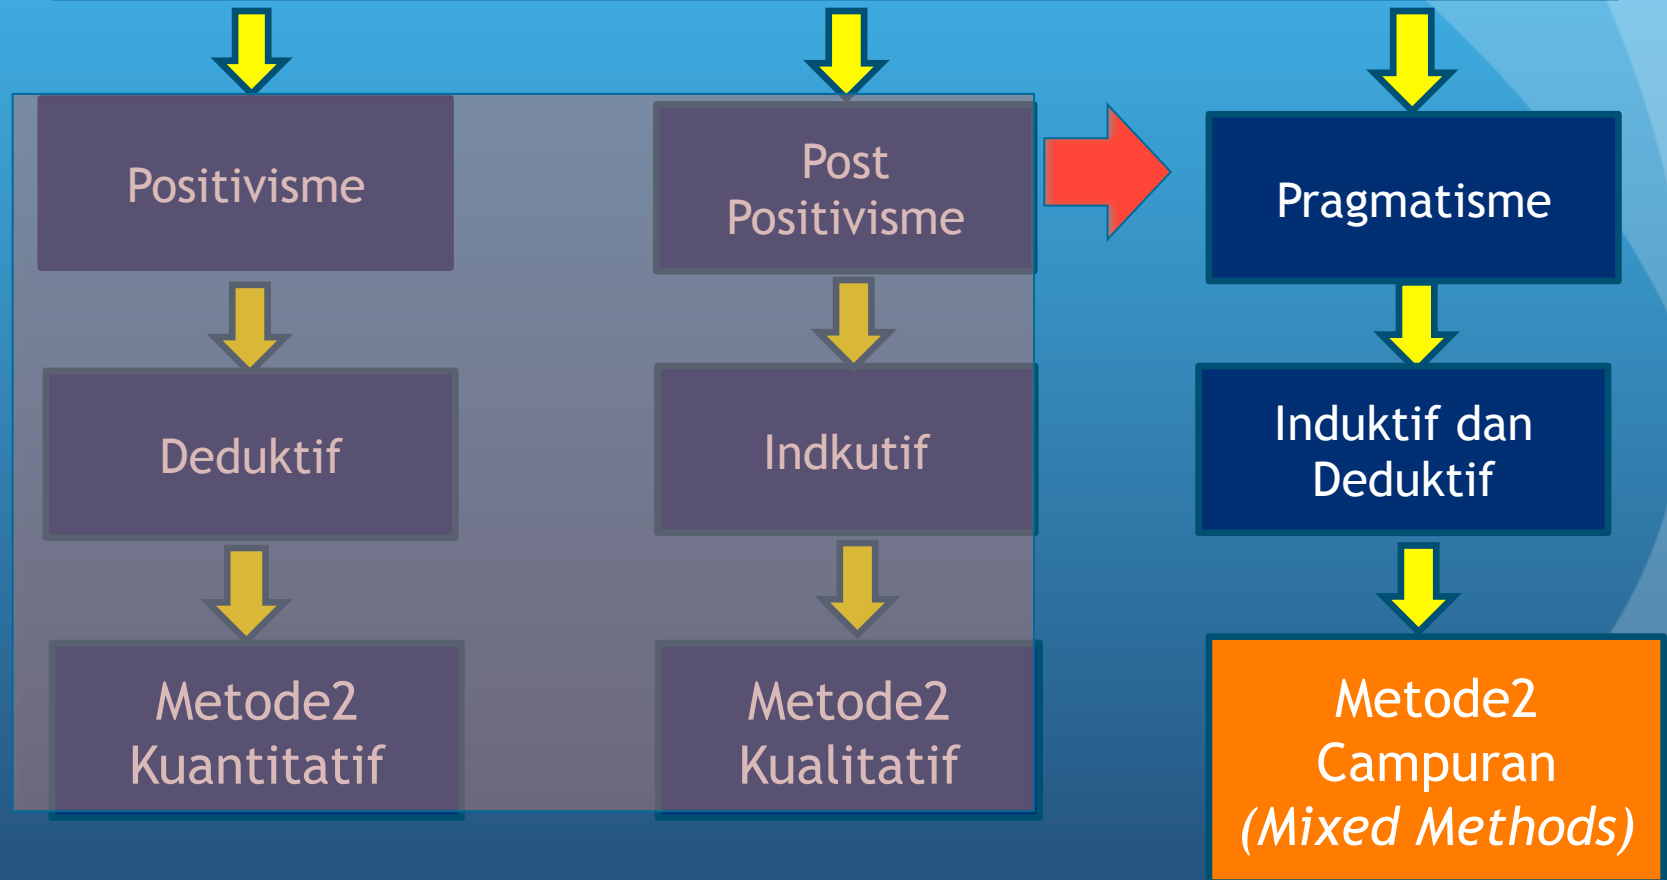 Positivisme
Post
Positivisme
Pragmatisme
Deduktif
Indkutif
Induktif dan
Deduktif
Metode2
Kuantitatif
Metode2
Kualitatif
Metode2
Campuran
(Mixed Methods)